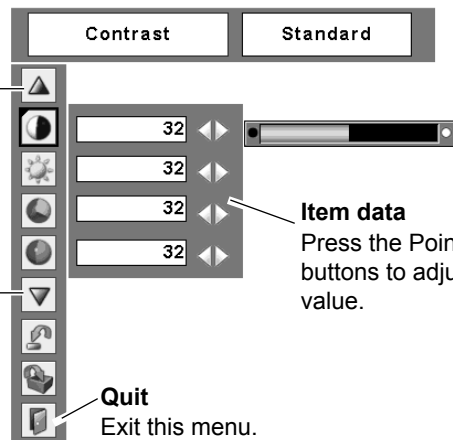 Contrast
Standard
32
32
32
32
Item data
Press the Poin
buttons to adju
value.
Quit
Exit this menu.